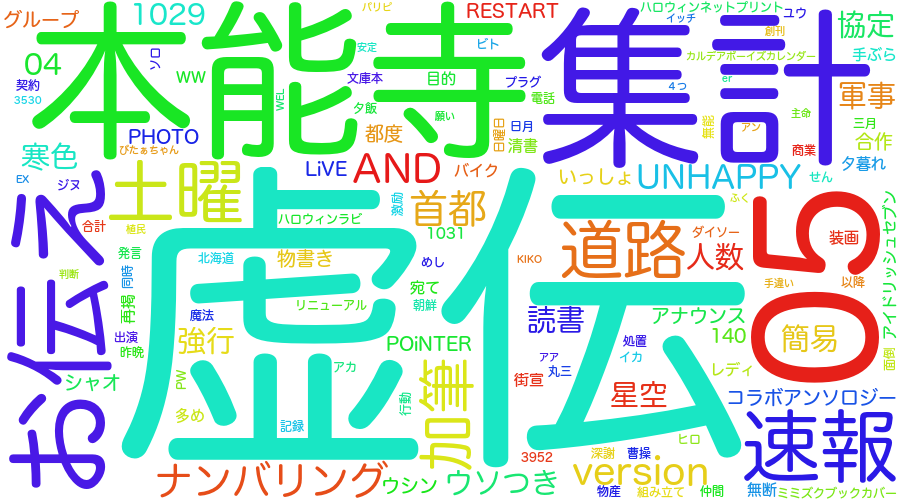 グループ
1029
RESTART
ハロウィンネットプリント
パリピ
本能寺
集計
イッチ
ユウ
創刊
協定
04
WW
ソロ
ビト
安定
カルデアボーイズカレンダー
手ぶら
契約
3530
文庫本
目的
プラグ
er
4つ
軍事
WEL
夕飯
電話
願い
日曜日
日月
無聊
アン
主命
三月
PHOTO
都度
清書
商業
合作
寒色
ぴたぁちゃん
LiVE
AND
バイク
いっしょ
UNHAPPY
せん
夕暮れ
EX
ジヌ
土曜
激励
首都
ふく
お伝え
合計
植民
ハロウィンラビ
1031
虚伝
道路
ダイソー
人数
05
装画
アイドリッシュセブン
発言
同時
北海道
物書き
めし
KIKO
判断
再掲
宛て
手違い
以降
魔法
リニューアル
朝鮮
読書
アナウンス
140
簡易
出演
昨晩
強行
POiNTER
処置
イカ
アア
丸三
レディ
面倒
シャオ
PW
アカ
加筆
街宣
星空
コラボアンソロジー
多め
記録
行動
速報
ヒロ
3952
深謝
曹操
ナンバリング
ウシン
ウソつき
version
物産
組み立て
仲間
無断
ミミズクブックカバー